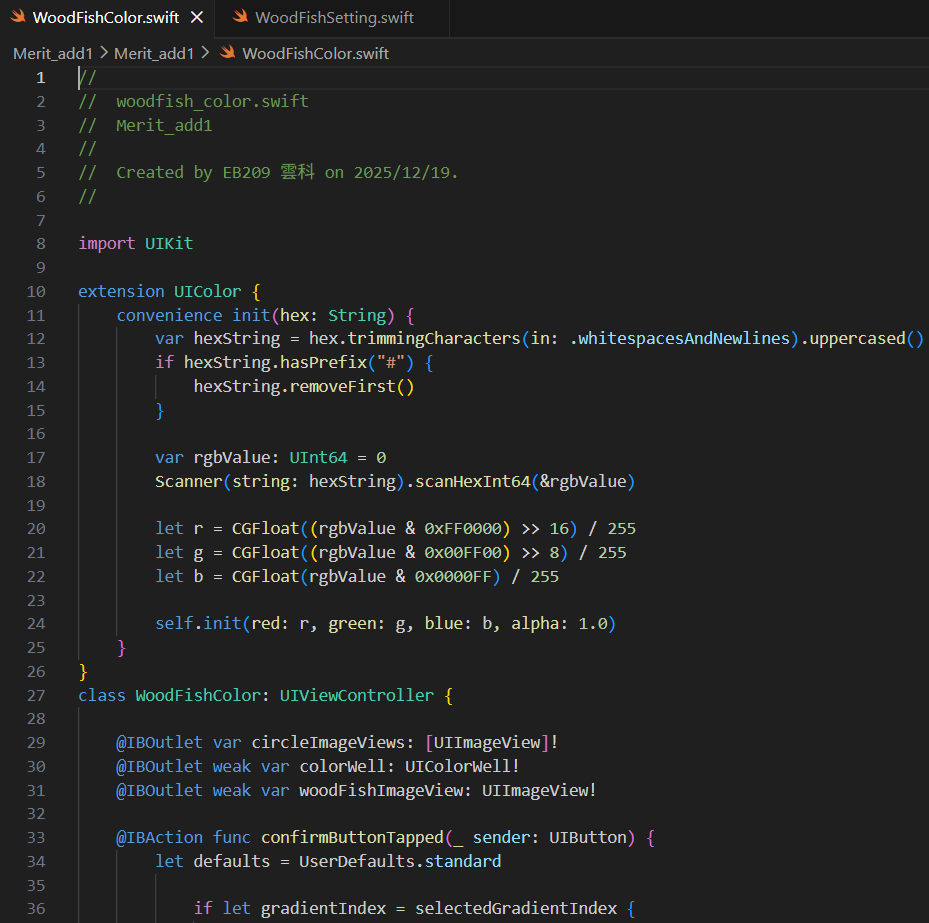 WoodFishColor.swift WoodFishSetting.swift
Merit_add1 > Merit_add1 > WoodFishColor.swift
1 //
2 //  woodfish_color.swift
3 //  Merit_add1
4 //
5 //  Created by EB209 雲科 on 2025/12/19.
6 //
7
8 import UIKit
9
10 extension UIColor {
11     convenience init(hex: String) {
12         var hexString = hex.trimmingCharacters(in: .whitespacesAndNewlines).uppercased()
13         if hexString.hasPrefix("#") {
14             hexString.removeFirst()
15         }
16
17         var rgbValue: UInt64 = 0
18         Scanner(string: hexString).scanHexInt64(&rgbValue)
19
20         let r = CGFloat((rgbValue & 0xFF0000) >> 16) / 255
21         let g = CGFloat((rgbValue & 0x00FF00) >> 8) / 255
22         let b = CGFloat(rgbValue & 0x0000FF) / 255
23
24         self.init(red: r, green: g, blue: b, alpha: 1.0)
25     }
26 }
27 class WoodFishColor: UIViewController {
28
29     @IBOutlet var circleImageViews: [UIImageView]!
30     @IBOutlet weak var colorWell: UIColorWell!
31     @IBOutlet weak var woodFishImageView: UIImageView!
32
33     @IBAction func confirmButtonTapped(_ sender: UIButton) {
34         let defaults = UserDefaults.standard
35
36             if let gradientIndex = selectedGradientIndex {